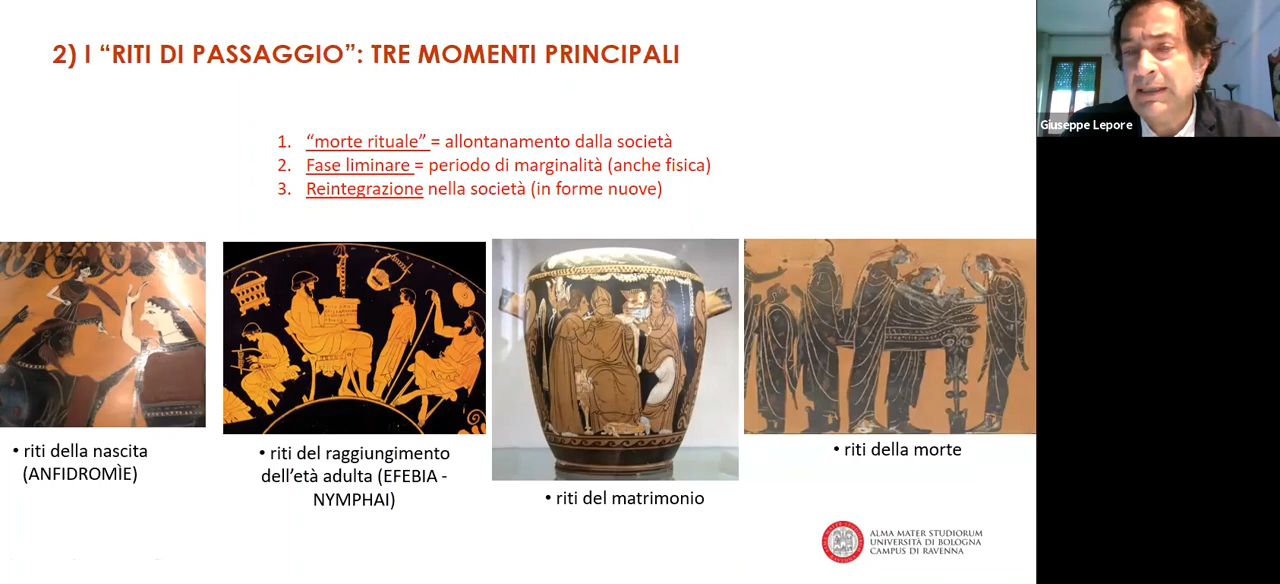 2) I “RITI DI PASSAGGIO”: TRE MOMENTI PRINCIPALI
Giuseppe Lepore
1. “morte rituale” = allontanamento dalla società
2. Fase liminare = periodo di marginalità (anche fisica)
3. Reintegrazione nella società (in forme nuove)
• riti della nascita
(ANFIDROMÌE)
• riti del raggiungimento
dell’età adulta (EFEBIA -
NYMPHAI)
• riti del matrimonio
• riti della morte
ALMA MATER STUDIORUM
UNIVERSITÀ DI BOLOGNA
CAMPUS DI RAVENNA